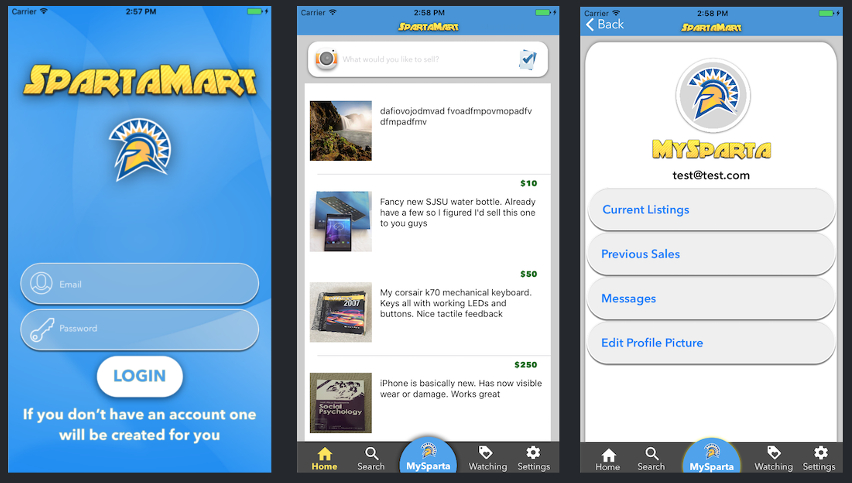 Carrier 2:57 PM
SPARTAMART
Email
Password
LOGIN
If you don't have an account one
will be created for you
Carrier 2:58 PM
SPARTAMART
What would you like to sell?
dafiovojodmvad fvoadfmpovmopadfv
dfmpadfmv
$10
Fancy new SJSU water bottle. Already
have a few so I figured I'd sell this one
to you guys
$50
My corsair k70 mechanical keyboard.
Keys all with working LEDs and
buttons. Nice tactile feedback
2007
$250
iPhone is basically new. Has now visible
wear or damage. Works great
Social
Psychology
Home Search MySparta Watching Settings
Carrier 2:58 PM
Back SPARTAMART
MYSPARTA
test@test.com
Current Listings
Previous Sales
Messages
Edit Profile Picture
Home Search MySparta Watching Settings